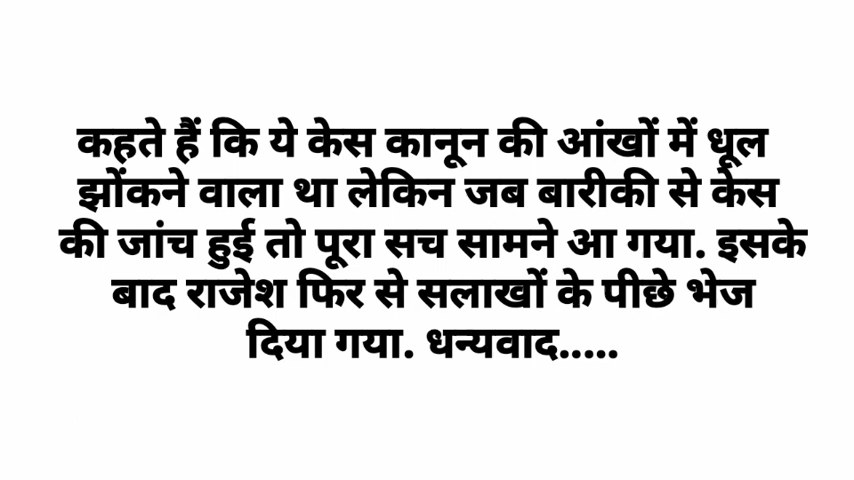 कहते हैं कि ये केस कानून की आंखों में धूल
झोंकने वाला था लेकिन जब बारीकी से केस
की जांच हुई तो पूरा सच सामने आ गया. इसके
बाद राजेश फिर से सलाखों के पीछे भेज
दिया गया. धन्यवाद.....